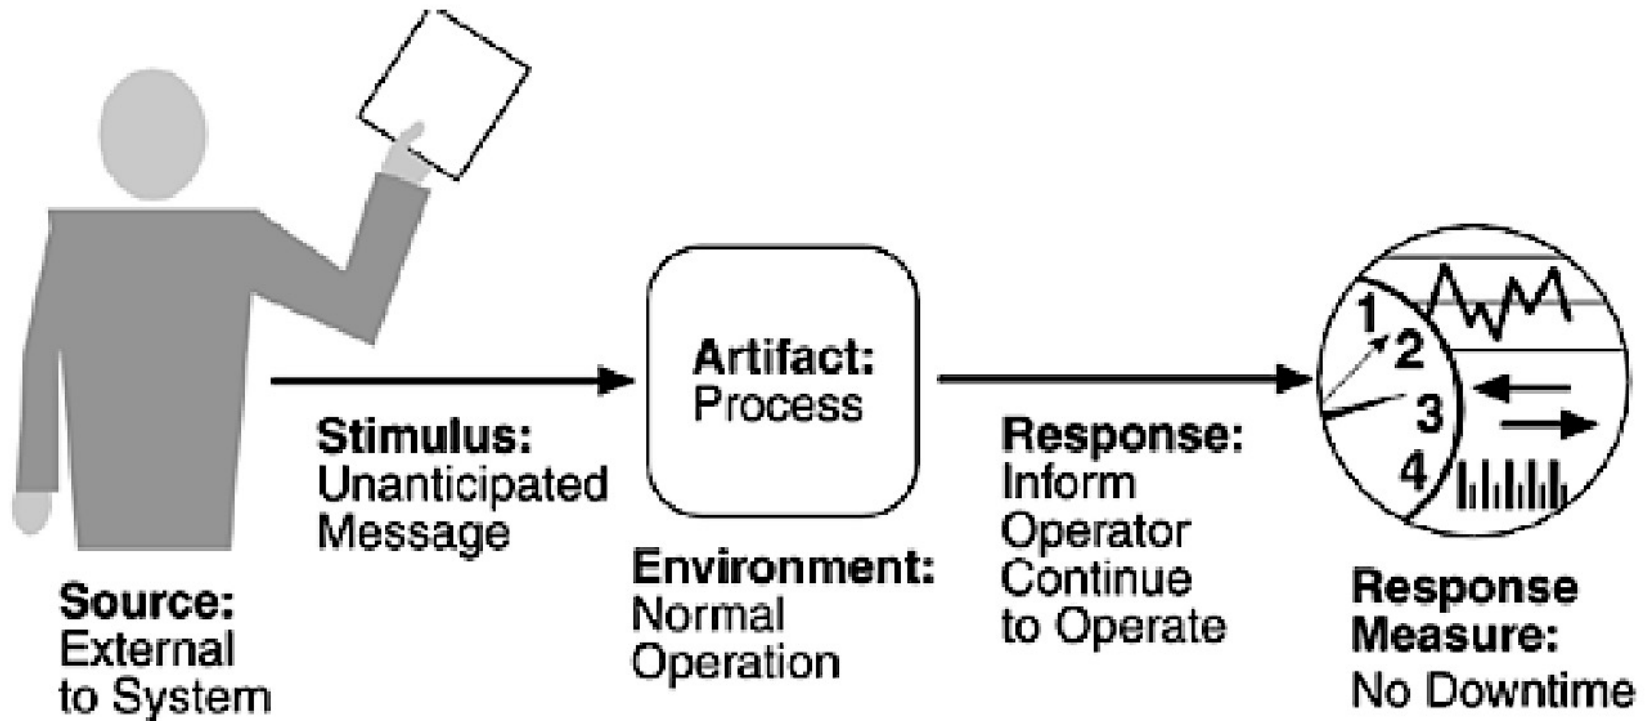 Source:
External
to System
Stimulus:
Unanticipated
Message
Artifact:
Process
Environment:
Normal
Operation
Response:
Inform
Operator
Continue
to Operate
1
2
3
4
Response
Measure:
No Downtime